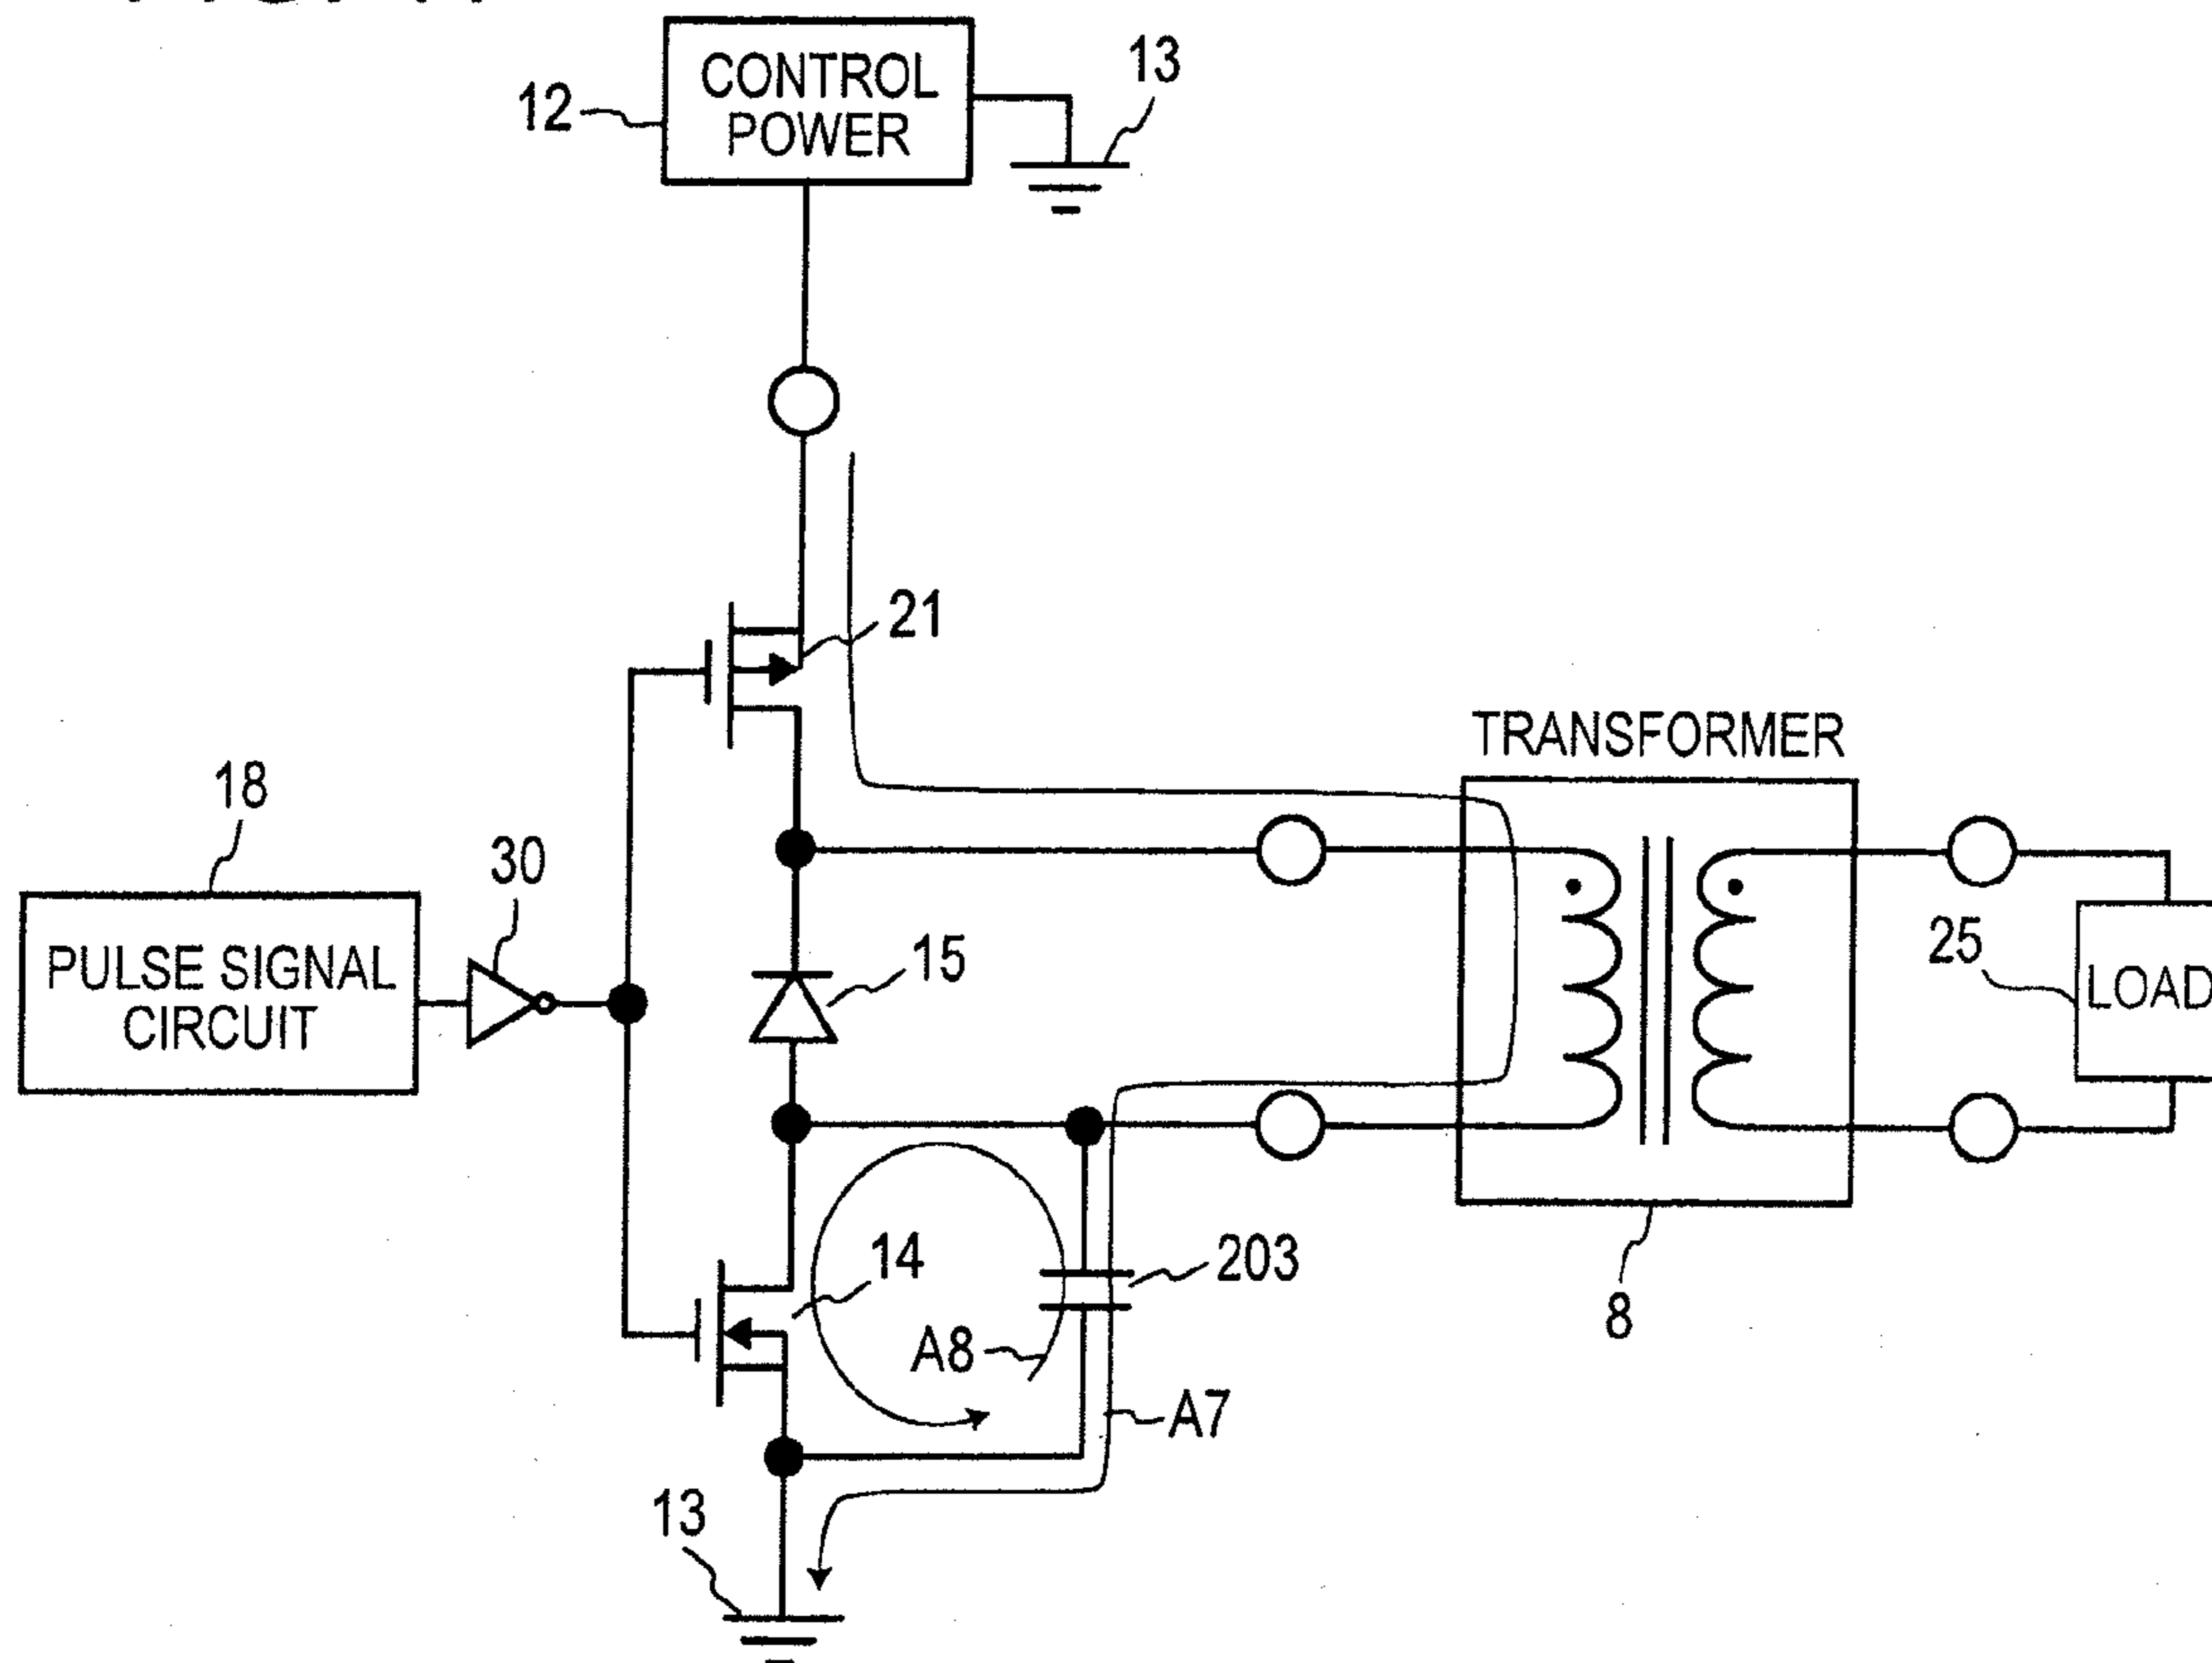 CONTROL
POWER
12
13
21
TRANSFORMER
18
30
PULSE SIGNAL
CIRCUIT
15
25
LOAD
14
203
A8
8
A7
13